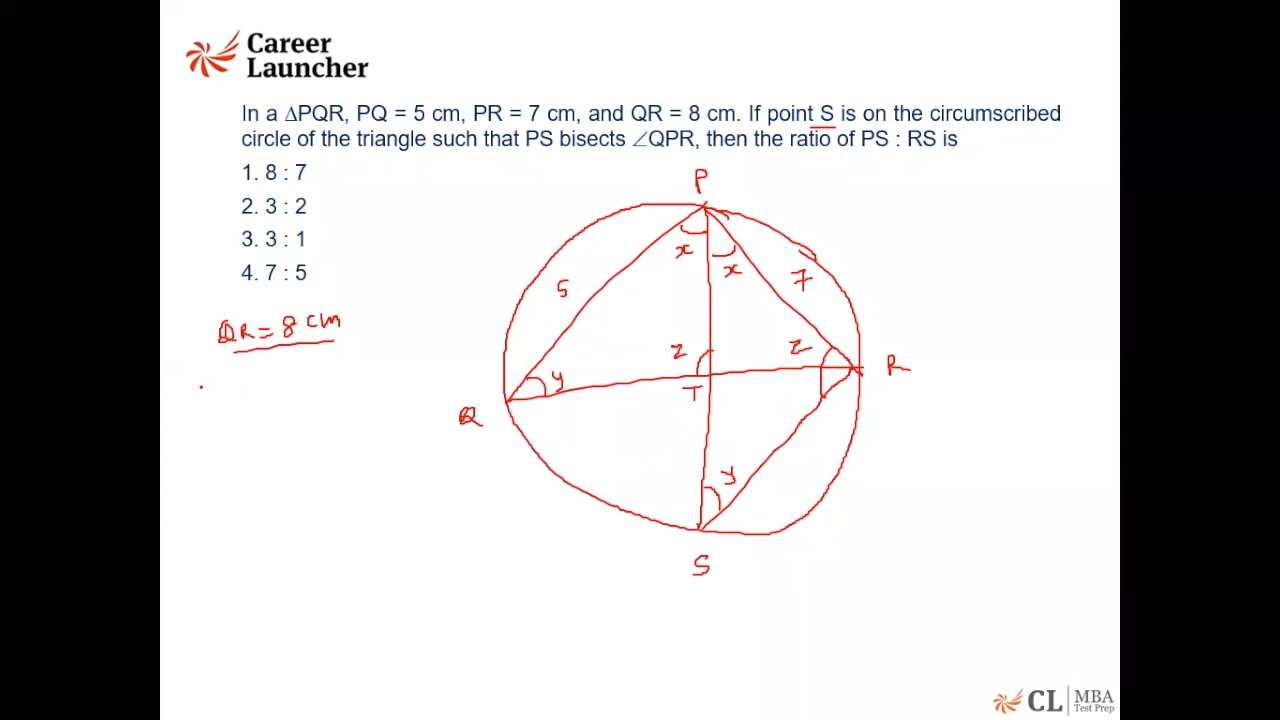 Career
Launcher
In a ΔPQR, PQ = 5 cm, PR = 7 cm, and QR = 8 cm. If point S is on the circumscribed
circle of the triangle such that PS bisects ∠QPR, then the ratio of PS : RS is
1. 8 : 7
2. 3 : 2
3. 3 : 1
4. 7 : 5
P
x
x
5
7
QR = 8 cm
z
z
R
y
T
Q
y
S
CL MBA
Test Prep